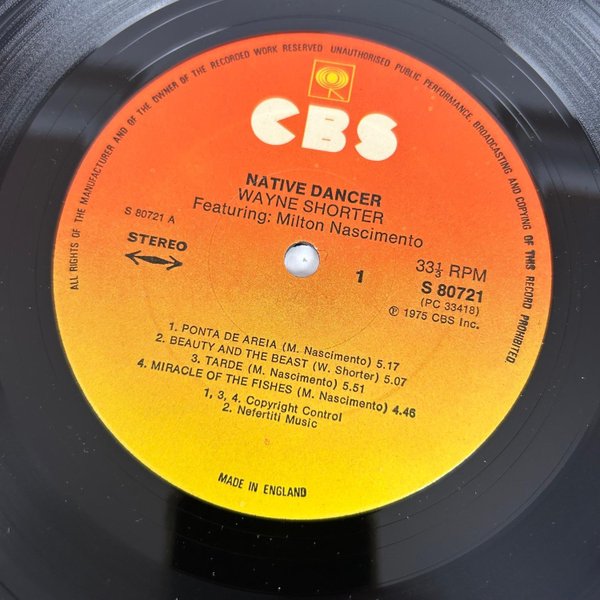 ALL RIGHTS OF THE MANUFACTURER AND OF THE OWNER OF THE RECORDED WORK RESERVED UNAUTHORISED PUBLIC PERFORMANCE, BROADCASTING AND COPYING OF THIS RECORD PROHIBITED
CBS
NATIVE DANCER
WAYNE SHORTER
Featuring: Milton Nascimento
S 80721 A
STEREO
1
33⅓ RPM
S 80721
(PC 33418)
℗ 1975 CBS Inc.
1. PONTA DE AREIA (M. Nascimento) 5.17
2. BEAUTY AND THE BEAST (W. Shorter) 5.07
3. TARDE (M. Nascimento) 5.51
4. MIRACLE OF THE FISHES (M. Nascimento) 4.46
1, 3, 4. Copyright Control
2. Nefertiti Music
MADE IN ENGLAND